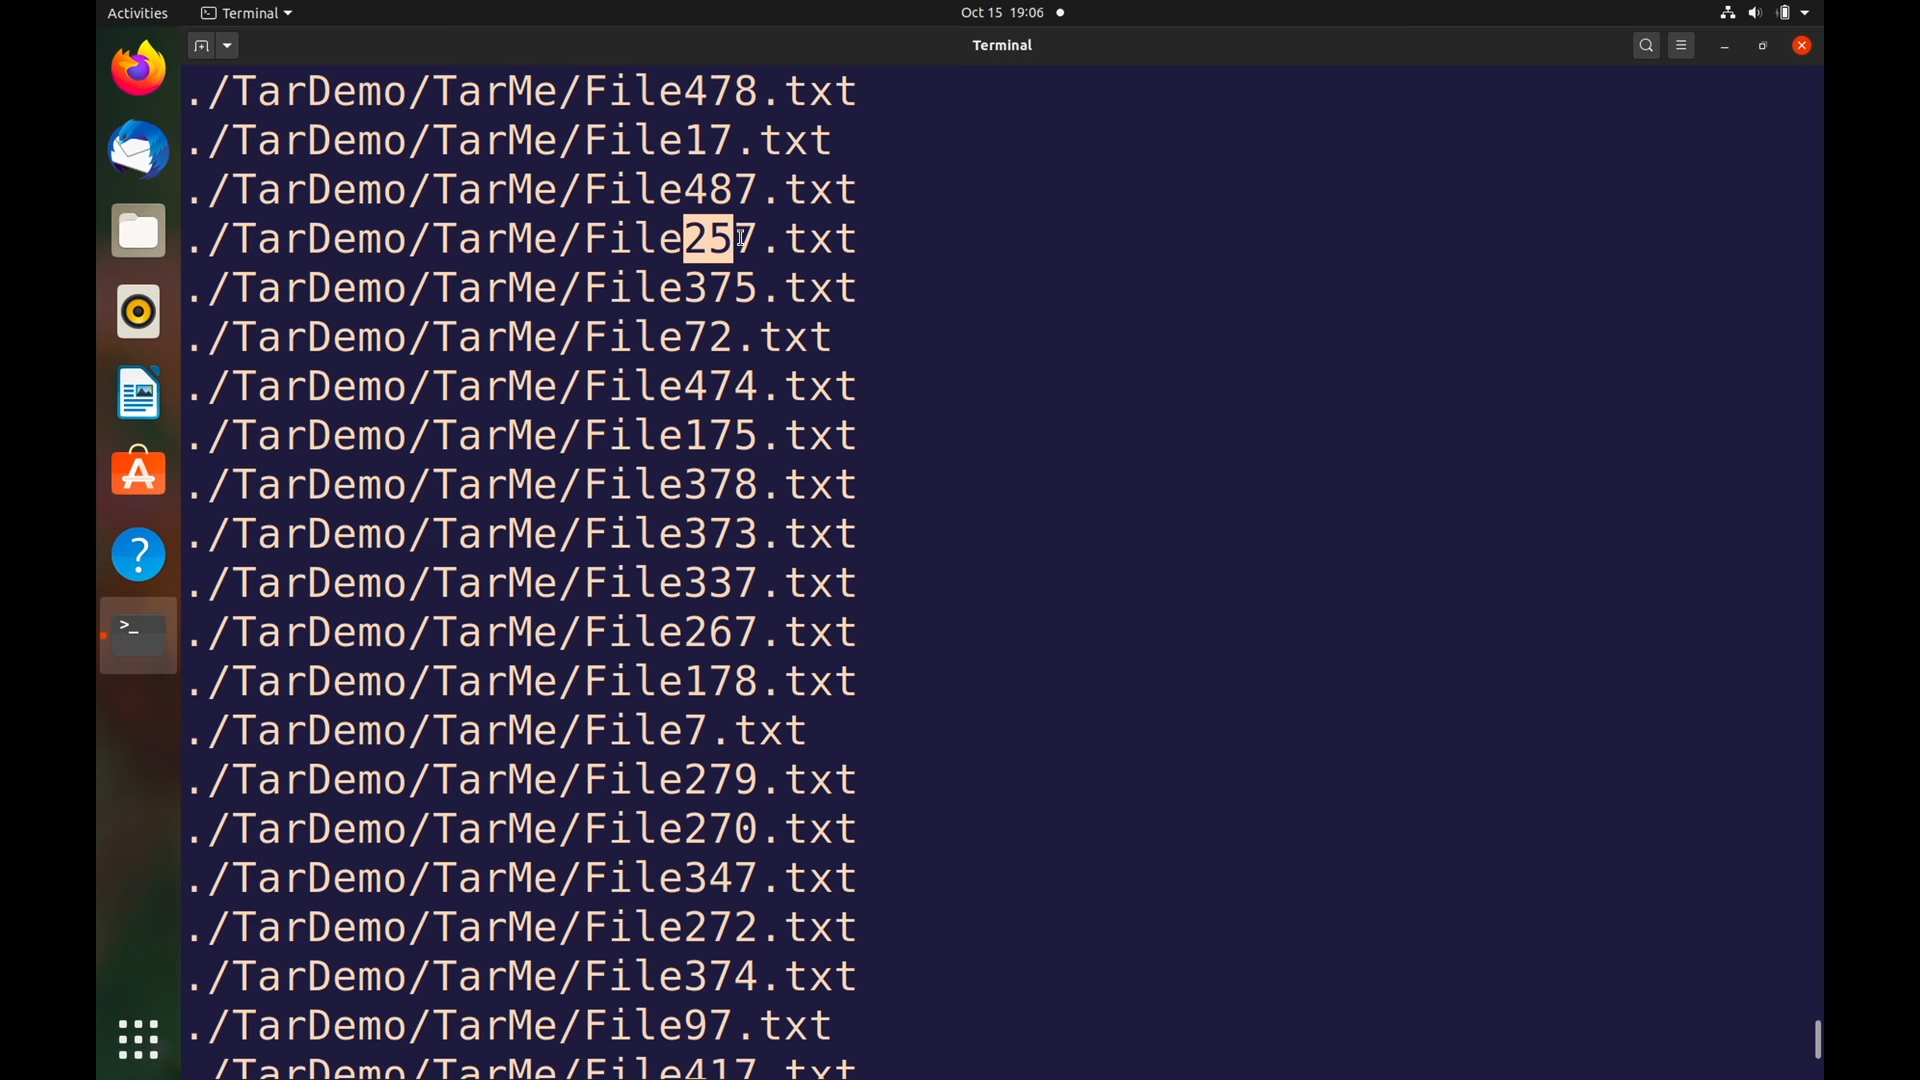 Activities Terminal Oct 15 19:06
Terminal
./TarDemo/TarMe/File478.txt
./TarDemo/TarMe/File17.txt
./TarDemo/TarMe/File487.txt
./TarDemo/TarMe/File257.txt
./TarDemo/TarMe/File375.txt
./TarDemo/TarMe/File72.txt
./TarDemo/TarMe/File474.txt
./TarDemo/TarMe/File175.txt
./TarDemo/TarMe/File378.txt
./TarDemo/TarMe/File373.txt
./TarDemo/TarMe/File337.txt
./TarDemo/TarMe/File267.txt
./TarDemo/TarMe/File178.txt
./TarDemo/TarMe/File7.txt
./TarDemo/TarMe/File279.txt
./TarDemo/TarMe/File270.txt
./TarDemo/TarMe/File347.txt
./TarDemo/TarMe/File272.txt
./TarDemo/TarMe/File374.txt
./TarDemo/TarMe/File97.txt
./TarDemo/TarMe/File417.txt